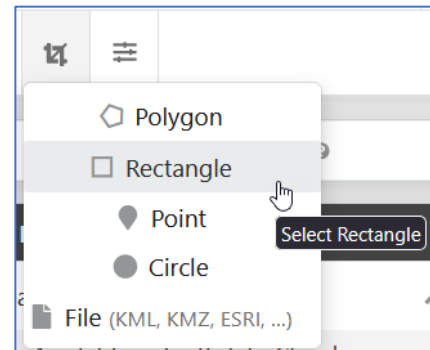 Polygon
Rectangle
Point
Select Rectangle
Circle
File (KML, KMZ, ESRI, ...)